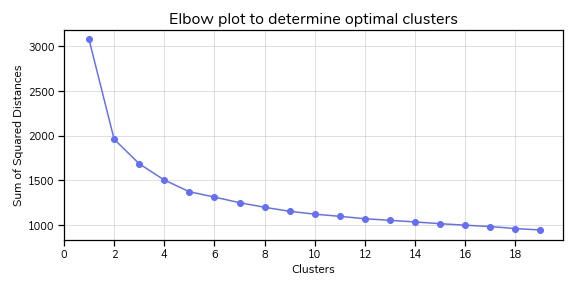 Elbow plot to determine optimal clusters
Sum of Squared Distances
3000
2500
2000
1500
1000
0 2 4 6 8 10 12 14 16 18
Clusters